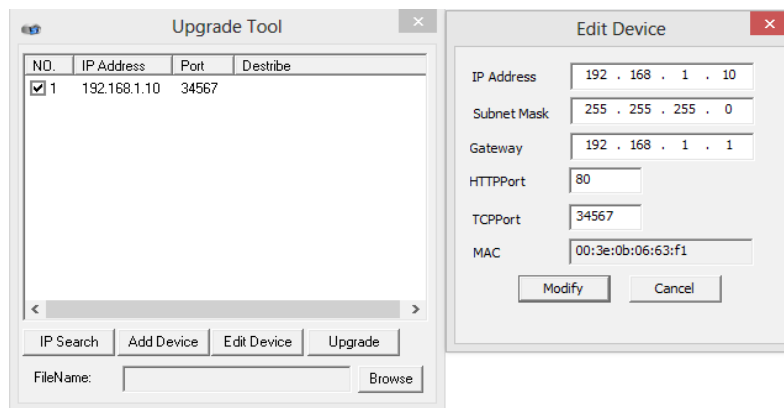 Upgrade Tool
NO. IP Address Port Destribe
1 192.168.1.10 34567
IP Search Add Device Edit Device Upgrade
FileName: Browse
Edit Device
IP Address 192 . 168 . 1 . 10
Subnet Mask 255 . 255 . 255 . 0
Gateway 192 . 168 . 1 . 1
HTTPPort 80
TCPPort 34567
MAC 00:3e:0b:06:63:f1
Modify Cancel